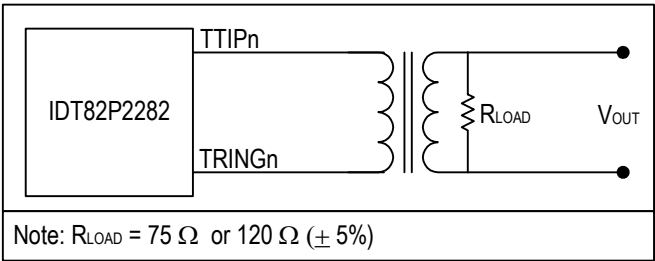 TTIPn
IDT82P2282
RLOAD
VOUT
TRINGn
Note: RLOAD = 75 Ω or 120 Ω (± 5%)